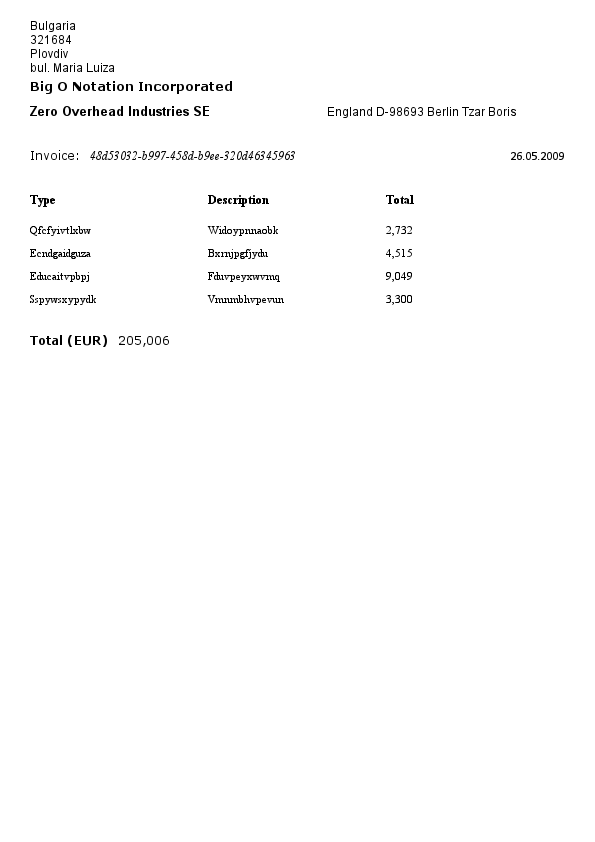 Bulgaria
321684
Plovdiv
bul. Maria Luiza
Big O Notation Incorporated
Zero Overhead Industries SE England D-98693 Berlin Tzar Boris
Invoice: 48d53032-b997-458d-b9ee-320d46345963 26.05.2009
Type Description Total
Qfcfyivtlxbw Widoypnnaobk 2,732
Ecndgaidguza Bxrnjpgfjydu 4,515
Educaitvpbpj Fduvpeyxwvmq 9,049
Sspywsxypydk Vmnmbhvpevun 3,300
Total (EUR) 205,006